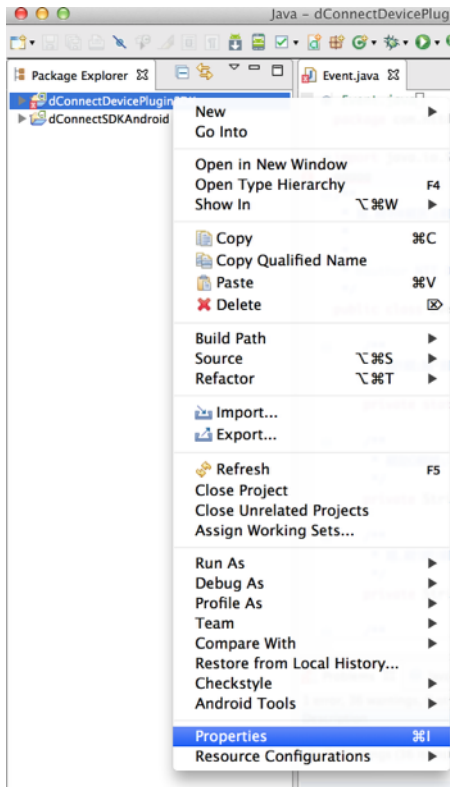 Java – dConnectDevicePlug
Package Explorer
Event.java
dConnectDevicePlugin
dConnectSDKAndroid
New
Go Into
Open in New Window
Open Type Hierarchy F4
Show In ⌥⌘W
Copy ⌘C
Copy Qualified Name
Paste ⌘V
Delete ⌦
Build Path
Source ⌥⌘S
Refactor ⌥⌘T
Import...
Export...
Refresh F5
Close Project
Close Unrelated Projects
Assign Working Sets...
Run As
Debug As
Profile As
Team
Compare With
Restore from Local History...
Checkstyle
Android Tools
Properties ⌘I
Resource Configurations